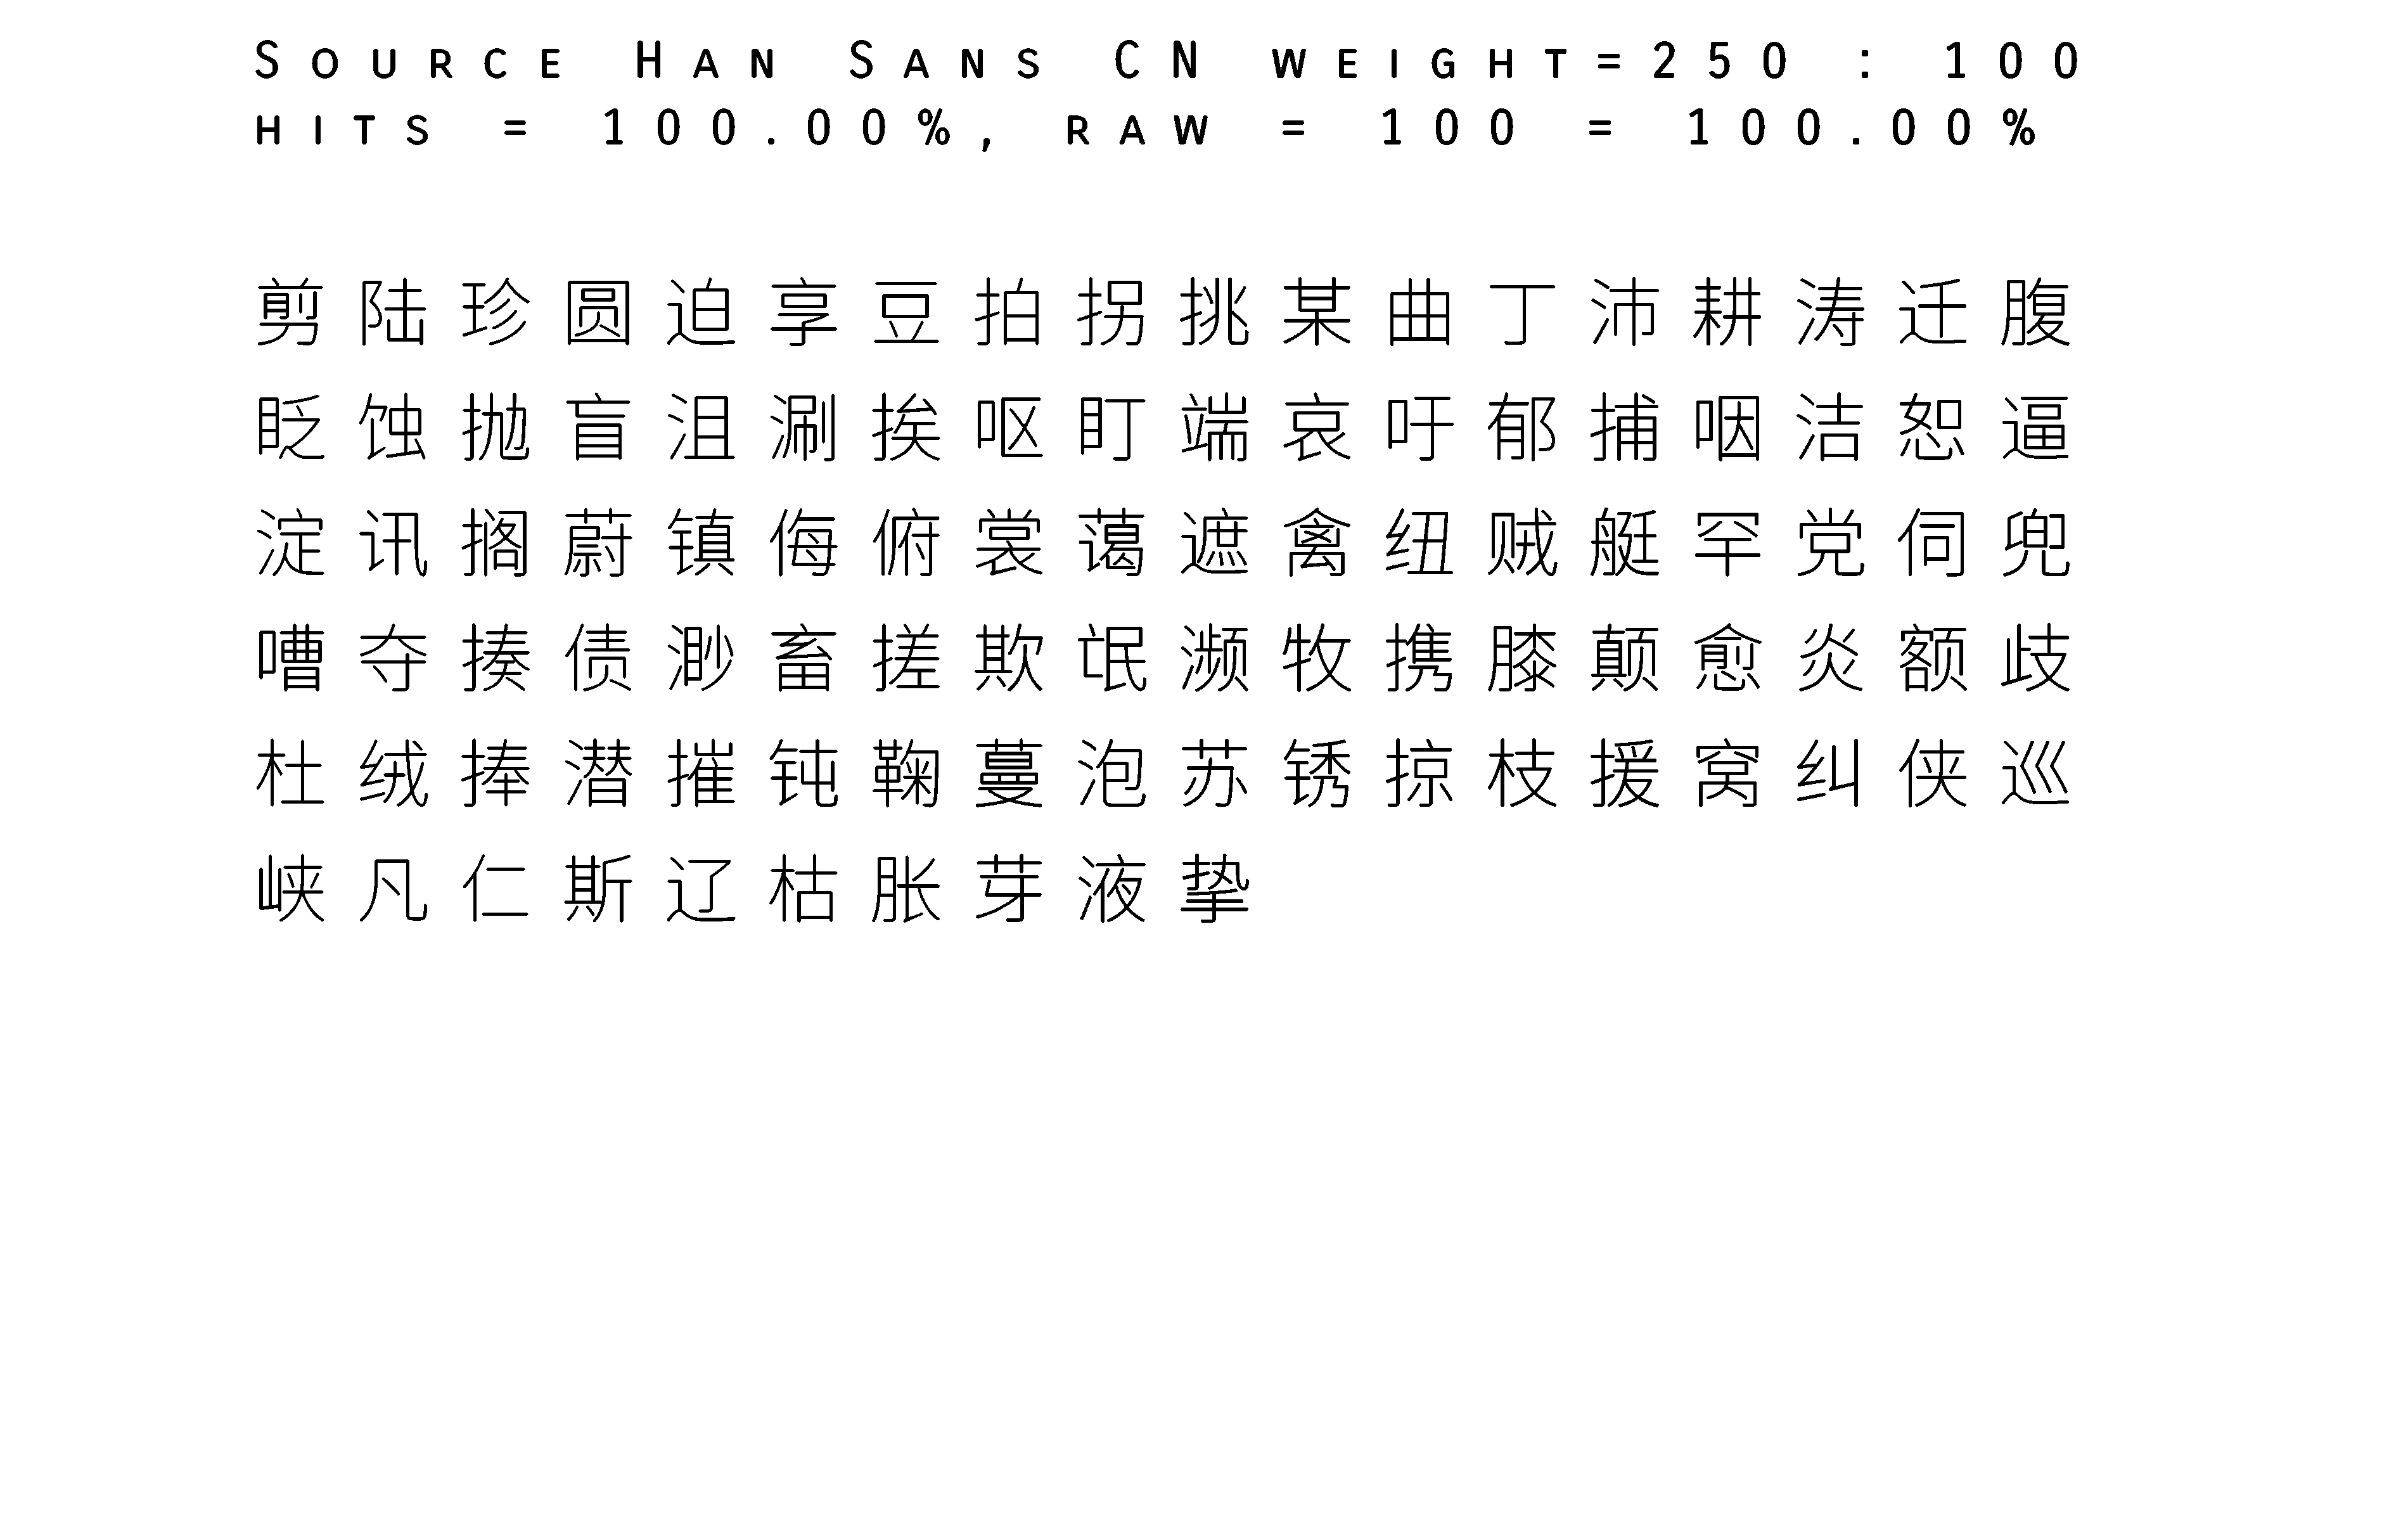 Source Han Sans CN weight=250 : 100
hits = 100.00%, raw = 100 = 100.00%
剪陆珍圆迫享豆拍拐挑某曲丁沛耕涛迁腹
眨蚀抛盲沮涮挨呕盯端哀吁郁捕咽洁恕逼
淀讯搁蔚镇侮俯裳蔼遮禽纽贼艇罕党伺兜
嘈夺揍债渺畜搓欺氓濒牧携膝颠愈炎额歧
杜绒捧潜摧钝鞠蔓泡苏锈掠枝援窝纠侠巡
峡凡仁斯辽枯胀芽液挚